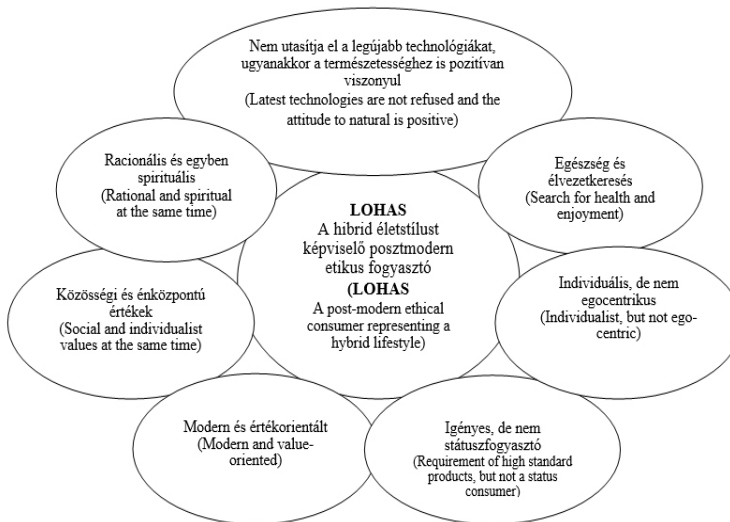 Nem utasítja el a legújabb technológiákat,
ugyanakkor a természetességhez is pozitívan
viszonyul
(Latest technologies are not refused and the
attitude to natural is positive)
Racionális és egyben
spirituális
(Rational and spiritual
at the same time)
Egészség és
élvezetkeresés
(Search for health and
enjoyment)
LOHAS
A hibrid életstílust
képviselő posztmodern
etikus fogyasztó
(LOHAS
A post-modern ethical
consumer representing a
hybrid lifestyle)
Közösségi és énközpontú
értékek
(Social and individualist
values at the same time)
Individuális, de nem
egocentrikus
(Individualist, but not ego-
centric)
Modern és értékorientált
(Modern and value-
oriented)
Igényes, de nem
státuszfogyasztó
(Requirement of high standard
products, but not a status
consumer)